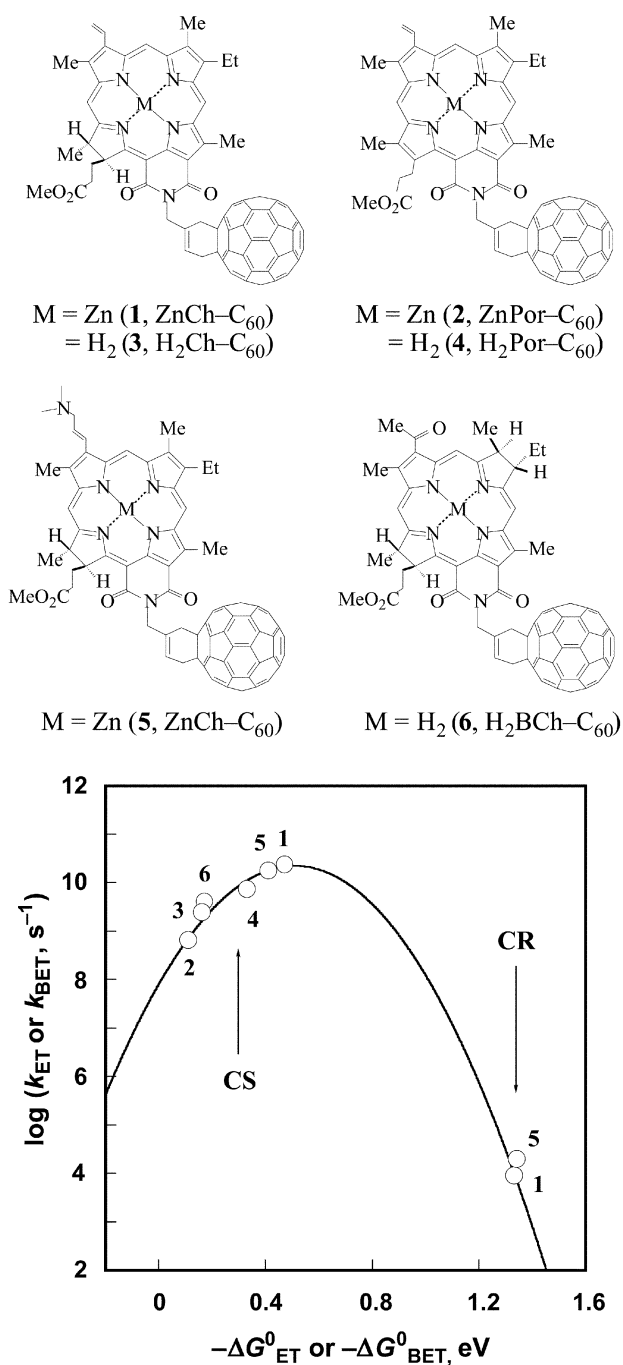 Me
Me
Et
N
N
M
N
N
H
Me
H
Me
MeO₂C
O
N
O
Me
Me
Et
N
N
M
N
N
Me
Me
MeO₂C
O
N
O
M = Zn (1, ZnCh–C₆₀)
= H₂ (3, H₂Ch–C₆₀)
M = Zn (2, ZnPor–C₆₀)
= H₂ (4, H₂Por–C₆₀)
N
Me
Me
Et
N
N
M
N
N
H
Me
H
Me
MeO₂C
O
N
O
Me
O
Me
H
Et
H
Me
N
N
M
N
N
H
Me
H
Me
MeO₂C
O
N
O
M = Zn (5, ZnCh–C₆₀)
M = H₂ (6, H₂BCh–C₆₀)
log (kET or kBET, s⁻¹)
12
10
8
6
4
2
5 1
6
3
4
2
CS
CR
5
1
0 0.4 0.8 1.2 1.6
−ΔG⁰ET or −ΔG⁰BET, eV